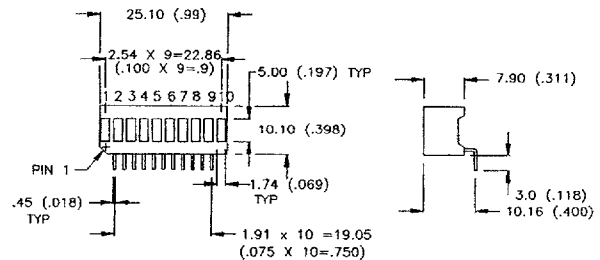 25.10 (.99)
2.54 X 9=22.86
(.100 X 9=.9)
5.00 (.197) TYP
7.90 (.311)
1 2 3 4 5 6 7 8 9 0
10.10 (.398)
PIN 1
1.74 (.069)
TYP
.45 (.018)
TYP
3.0 (.118)
10.16 (.400)
1.91 x 10 =19.05
(.075 X 10=.750)